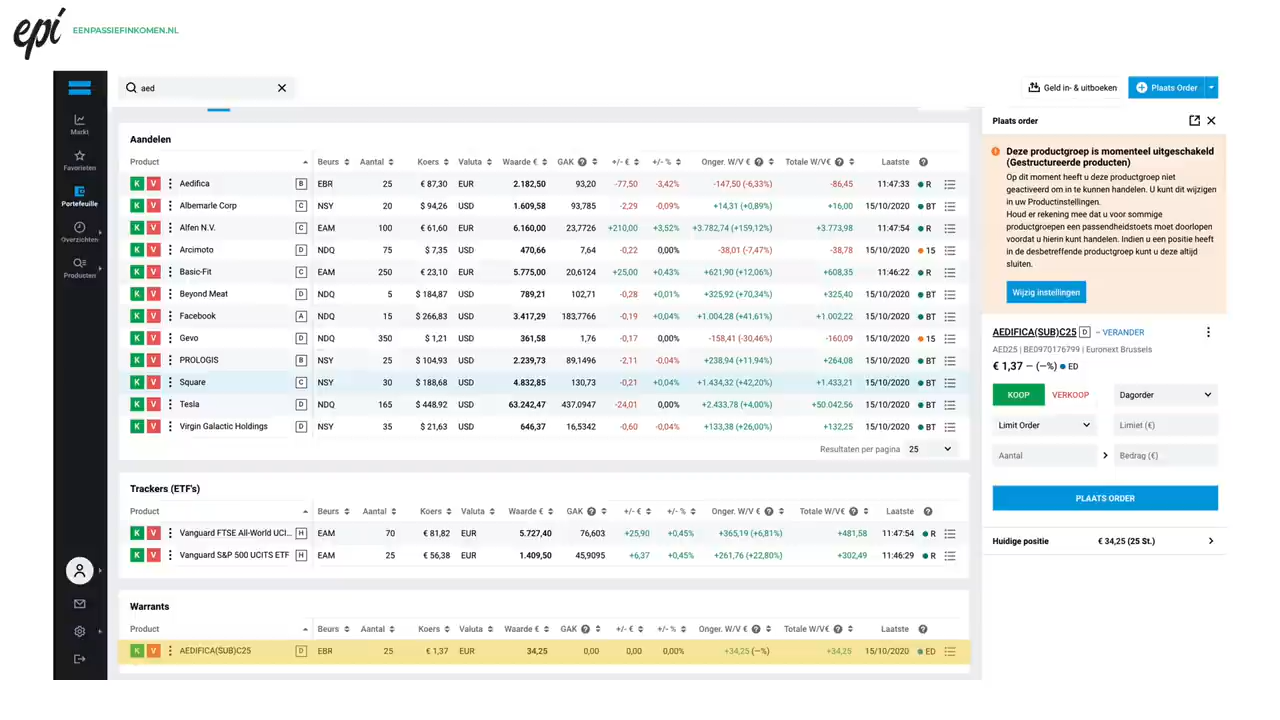 epi EENPASSIEFINKOMEN.NL
aed
Geld in- & uitboeken Plaats Order
Markt
Favorieten
Portefeuille
Overzichten
Producten
Aandelen
Product Beurs Aantal Koers Valuta Waarde € GAK ? +/- € +/- % Onger. W/V € ? Totale W/V€ ? Laatste ?
K V Aedifica B EBR 25 € 87,30 EUR 2.182,50 93,20 -77,50 -3,42% -147,50 (-6,33%) -86,45 11:47:33 R
K V Albemarle Corp C NSY 20 $ 94,26 USD 1.609,58 93,785 -2,29 -0,09% +14,31 (+0,89%) +16,00 15/10/2020 BT
K V Alfen N.V. C EAM 100 € 61,60 EUR 6.160,00 23,7726 +210,00 +3,52% +3.782,74 (+159,12%) +3.773,98 11:47:54 R
K V Arcimoto D NDQ 75 $ 7,35 USD 470,66 7,64 -0,22 0,00% -38,01 (-7,47%) -38,78 15/10/2020 15
K V Basic-Fit C EAM 250 € 23,10 EUR 5.775,00 20,6124 +25,00 +0,43% +621,90 (+12,06%) +608,35 11:46:22 R
K V Beyond Meat D NDQ 5 $ 184,87 USD 789,21 102,71 -0,28 +0,01% +325,92 (+70,34%) +325,40 15/10/2020 BT
K V Facebook A NDQ 15 $ 266,83 USD 3.417,29 183,7766 -0,19 +0,04% +1.004,28 (+41,61%) +1.002,22 15/10/2020 BT
K V Gevo D NDQ 350 $ 1,21 USD 361,58 1,76 -0,17 0,00% -158,41 (-30,46%) -160,09 15/10/2020 15
K V PROLOGIS B NSY 25 $ 104,93 USD 2.239,73 89,1496 -2,11 -0,04% +238,94 (+11,94%) +264,08 15/10/2020 BT
K V Square C NSY 30 $ 188,68 USD 4.832,85 130,73 -0,21 +0,04% +1.434,32 (+42,20%) +1.433,21 15/10/2020 BT
K V Tesla D NDQ 165 $ 448,92 USD 63.242,47 437,0947 -24,01 0,00% +2.433,78 (+4,00%) +50.042,56 15/10/2020 BT
K V Virgin Galactic Holdings D NSY 35 $ 21,63 USD 646,37 16,5342 -0,60 -0,04% +133,38 (+26,00%) +132,25 15/10/2020 BT
Resultaten per pagina 25
Trackers (ETF's)
Product Beurs Aantal Koers Valuta Waarde € GAK ? +/- € +/- % Onger. W/V € ? Totale W/V€ ? Laatste ?
K V Vanguard FTSE All-World UCI... H EAM 70 € 81,82 EUR 5.727,40 76,603 +25,90 +0,45% +365,19 (+6,81%) +481,58 11:47:54 R
K V Vanguard S&P 500 UCITS ETF H EAM 25 € 56,38 EUR 1.409,50 45,9095 +6,37 +0,45% +261,76 (+22,80%) +302,49 11:46:29 R
Warrants
Product Beurs Aantal Koers Valuta Waarde € GAK ? +/- € +/- % Onger. W/V € ? Totale W/V€ ? Laatste ?
K V AEDIFICA(SUB)C25 D EBR 25 € 1,37 EUR 34,25 0,00 0,00 0,00% +34,25 (—%) +34,25 15/10/2020 ED
Plaats order
Deze productgroep is momenteel uitgeschakeld
(Gestructureerde producten)
Op dit moment heeft u deze productgroep niet
geactiveerd om in te kunnen handelen. U kunt dit wijzigen
in uw Productinstellingen.
Houd er rekening mee dat u voor sommige
productgroepen een passendheidstoets moet doorlopen
voordat u hierin kunt handelen. Indien u een positie heeft
in de desbetreffende productgroep kunt u deze altijd
sluiten.
Wijzig instellingen
AEDIFICA(SUB)C25 D – VERANDER
AED25 | BE0970176799 | Euronext Brussels
€ 1,37 — (—%) ED
KOOP VERKOOP Dagorder
Limit Order Limiet (€)
Aantal Bedrag (€)
PLAATS ORDER
Huidige positie € 34,25 (25 St.)